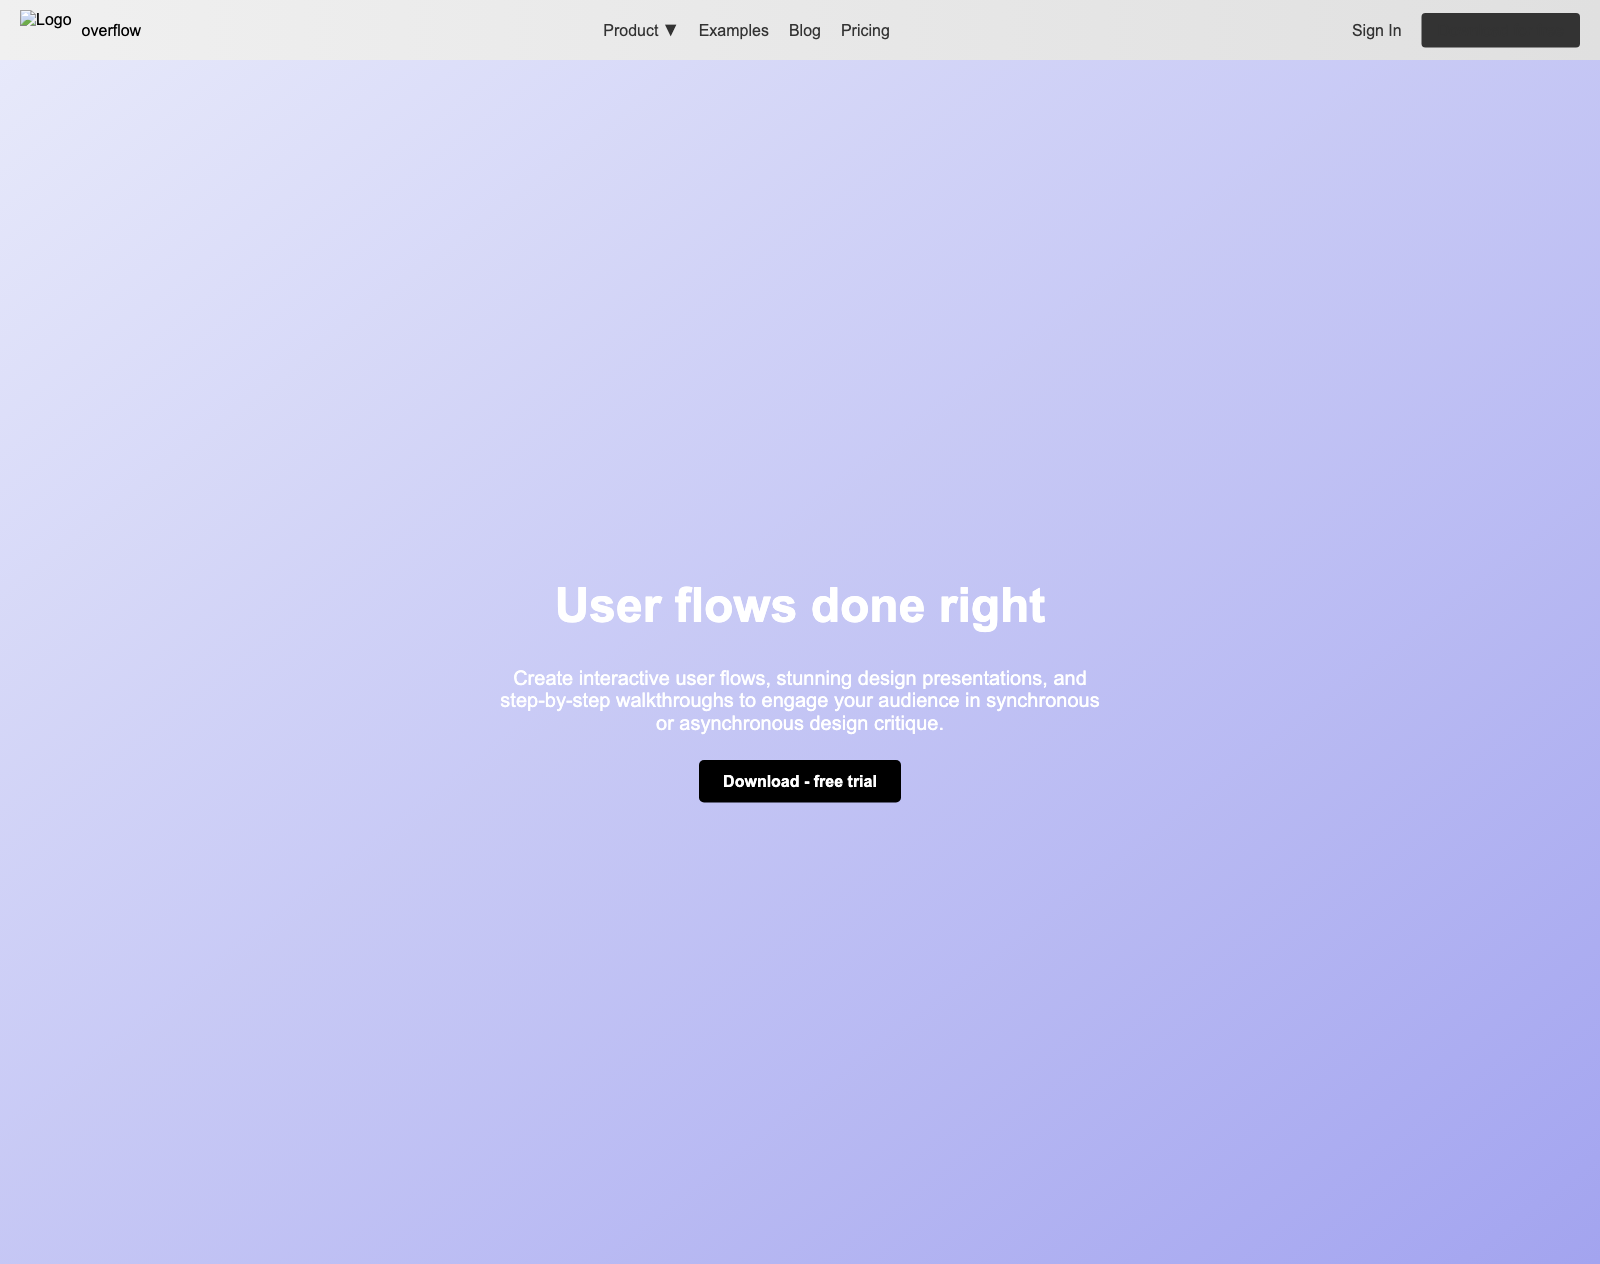 Logo
overflow
Product ▼ Examples Blog Pricing
Sign In
User flows done right
Create interactive user flows, stunning design presentations, and
step-by-step walkthroughs to engage your audience in synchronous
or asynchronous design critique.
Download - free trial